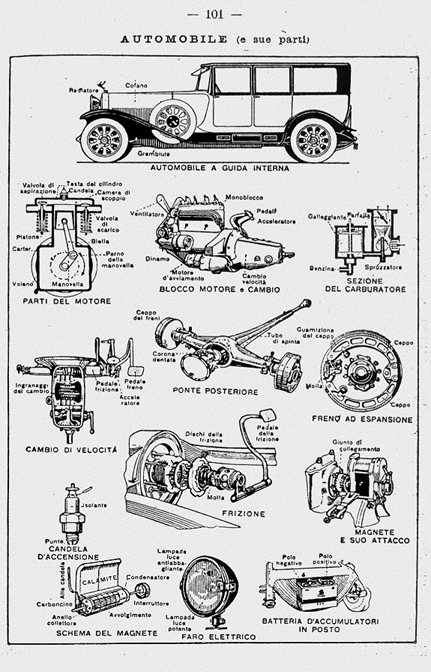 — 101 —
AUTOMOBILE (e sue parti)
Radiatore
Cofano
Grembiule
AUTOMOBILE A GUIDA INTERNA
Valvola di
aspirazione
Testa del cilindro
Candela
Camera di
scoppio
Valvola
di
scarico
Pistone
Biella
Carter
Perno
della
manovella
Volano
Manovella
PARTI DEL MOTORE
Monoblocco
Ventilatore
Pedale
Acceleratore
Dinamo
Motore
d'avviamento
Cambio
velocità
BLOCCO MOTORE e CAMBIO
Galleggiante
Farfalla
Benzina
Spruzzatore
SEZIONE
DEL CARBURATORE
Ingranaggi
del cambio
Pedale
frizione
Pedale
freno
Accele
ratore
CAMBIO DI VELOCITÀ
Ceppo
dei freni
Corona
dentata
Tubo
di spinta
PONTE POSTERIORE
Guarnizione
del ceppo
Ceppo
Molla
Ceppo
FRENO AD ESPANSIONE
Dischi della
frizione
Pedale
della
frizione
Molla
FRIZIONE
Giunto di
collegamento
MAGNETE
E SUO ATTACCO
Isolante
Punte
CANDELA
D'ACCENSIONE
Alla candela
CALAMITE
Condensatore
Carboncino
Interruttore
Anello
collettore
Avvolgimento
SCHEMA DEL MAGNETE
Lampada
luce
antiabba-
gliante
Lampada
luce
potente
FARO ELETTRICO
Polo
negativo
Polo
positivo
BATTERIA D'ACCUMULATORI
IN POSTO